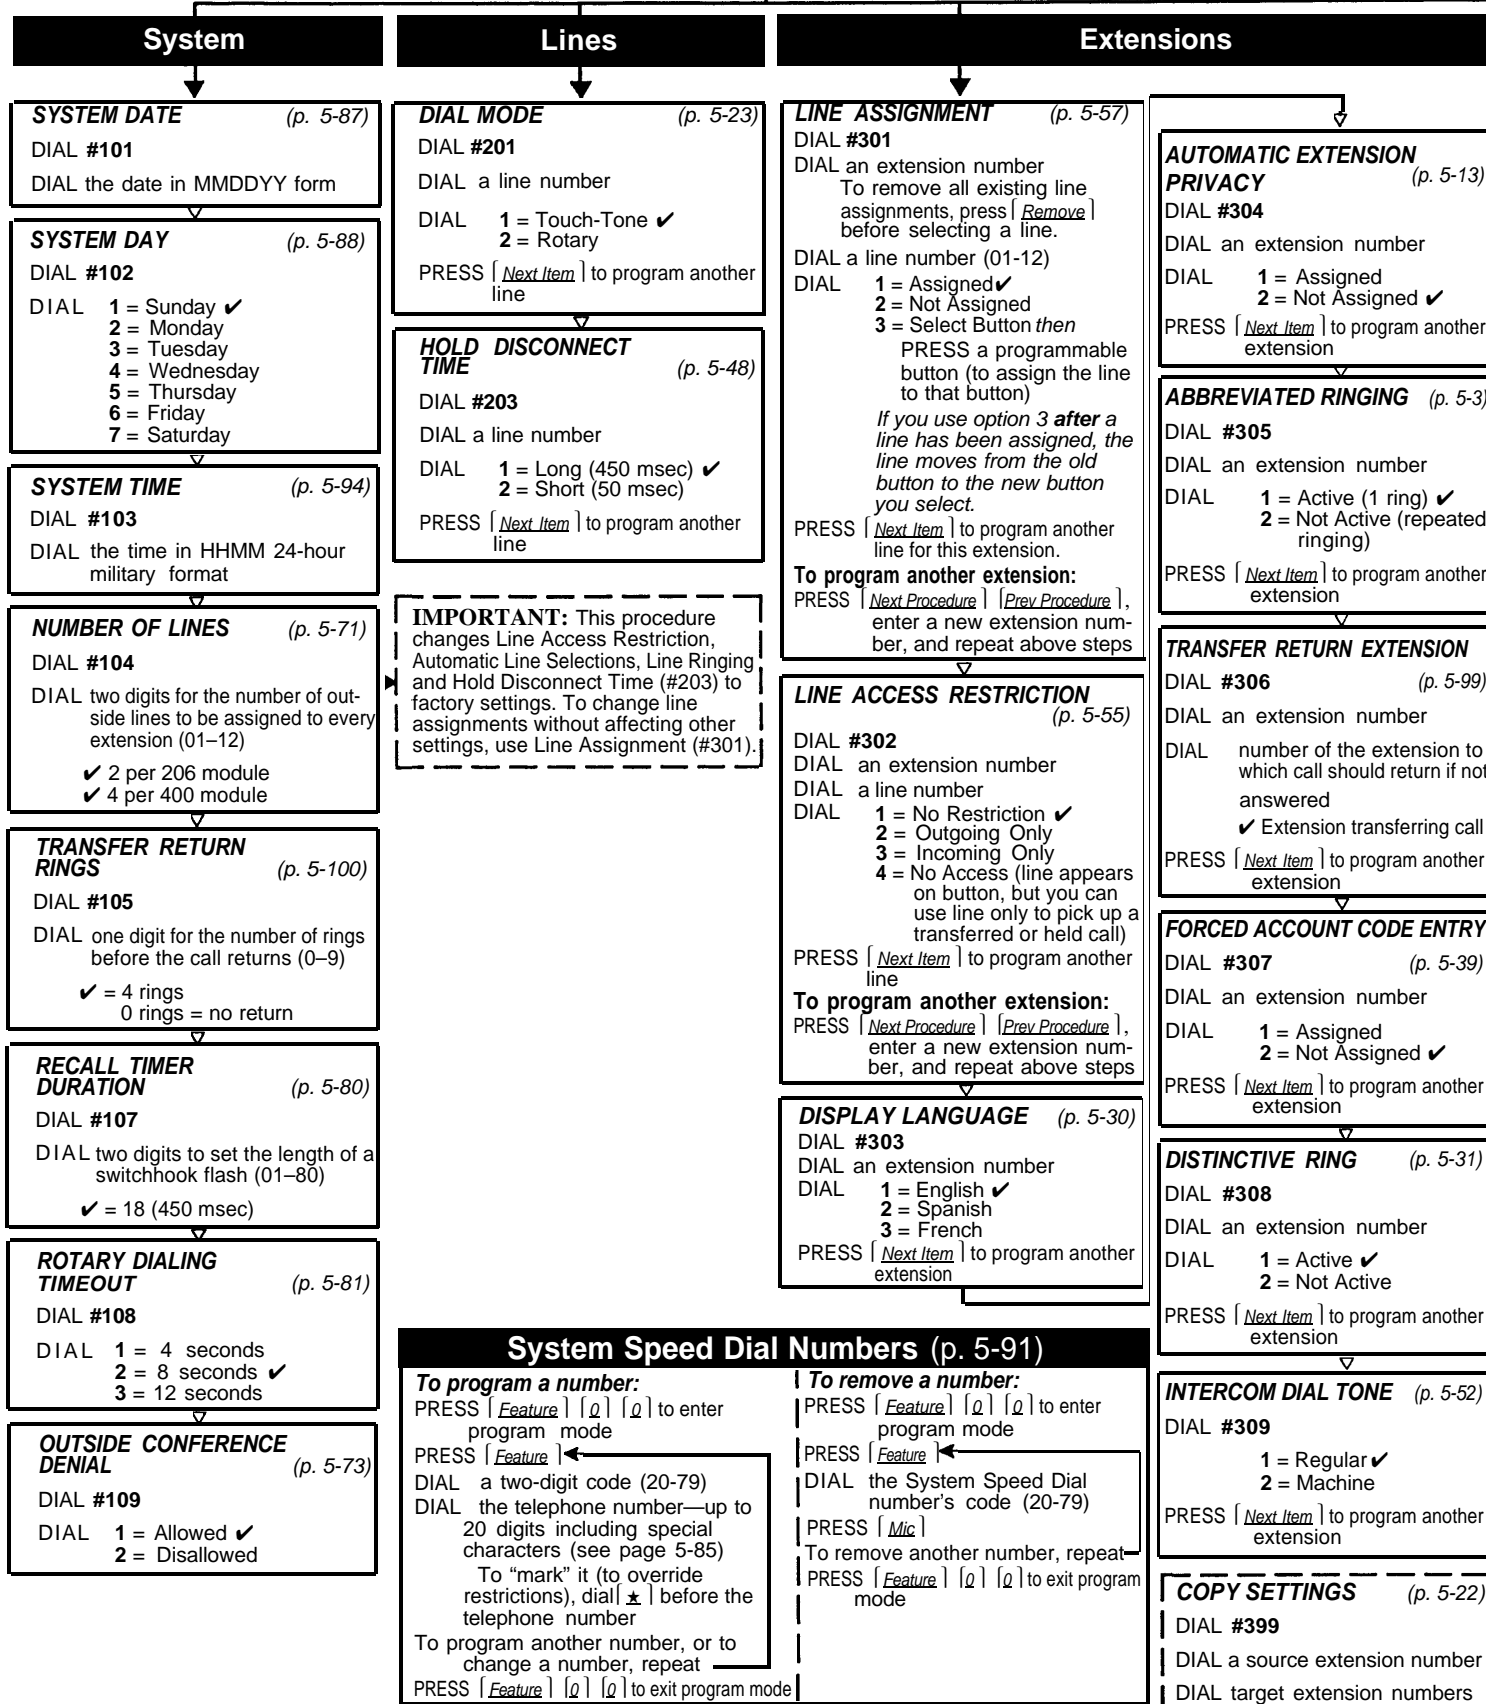 System
SYSTEM DATE (p. 5-87)
DIAL #101
DIAL the date in MMDDYY form
SYSTEM DAY (p. 5-88)
DIAL #102
DIAL 1 = Sunday ✔
2 = Monday
3 = Tuesday
4 = Wednesday
5 = Thursday
6 = Friday
7 = Saturday
SYSTEM TIME (p. 5-94)
DIAL #103
DIAL the time in HHMM 24-hour
military format
NUMBER OF LINES (p. 5-71)
DIAL #104
DIAL two digits for the number of out-
side lines to be assigned to every
extension (01–12)
✔ 2 per 206 module
✔ 4 per 400 module
TRANSFER RETURN
RINGS (p. 5-100)
DIAL #105
DIAL one digit for the number of rings
before the call returns (0–9)
✔ = 4 rings
0 rings = no return
RECALL TIMER
DURATION (p. 5-80)
DIAL #107
DIAL two digits to set the length of a
switchhook flash (01–80)
✔ = 18 (450 msec)
ROTARY DIALING
TIMEOUT (p. 5-81)
DIAL #108
DIAL 1 = 4 seconds
2 = 8 seconds ✔
3 = 12 seconds
OUTSIDE CONFERENCE
DENIAL (p. 5-73)
DIAL #109
DIAL 1 = Allowed ✔
2 = Disallowed
Lines
DIAL MODE (p. 5-23)
DIAL #201
DIAL a line number
DIAL 1 = Touch-Tone ✔
2 = Rotary
PRESS [Next Item] to program another
line
HOLD DISCONNECT
TIME (p. 5-48)
DIAL #203
DIAL a line number
DIAL 1 = Long (450 msec) ✔
2 = Short (50 msec)
PRESS [Next Item] to program another
line
IMPORTANT: This procedure
changes Line Access Restriction,
Automatic Line Selections, Line Ringing
and Hold Disconnect Time (#203) to
factory settings. To change line
assignments without affecting other
settings, use Line Assignment (#301).
Extensions
LINE ASSIGNMENT (p. 5-57)
DIAL #301
DIAL an extension number
To remove all existing line
assignments, press [Remove]
before selecting a line.
DIAL a line number (01-12)
DIAL 1 = Assigned ✔
2 = Not Assigned
3 = Select Button then
PRESS a programmable
button (to assign the line
to that button)
If you use option 3 after a
line has been assigned, the
line moves from the old
button to the new button
you select.
PRESS [Next Item] to program another
line for this extension.
To program another extension:
PRESS [Next Procedure] [Prev Procedure],
enter a new extension num-
ber, and repeat above steps
LINE ACCESS RESTRICTION
(p. 5-55)
DIAL #302
DIAL an extension number
DIAL a line number
DIAL 1 = No Restriction ✔
2 = Outgoing Only
3 = Incoming Only
4 = No Access (line appears
on button, but you can
use line only to pick up a
transferred or held call)
PRESS [Next Item] to program another
line
To program another extension:
PRESS [Next Procedure] [Prev Procedure],
enter a new extension num-
ber, and repeat above steps
DISPLAY LANGUAGE (p. 5-30)
DIAL #303
DIAL an extension number
DIAL 1 = English ✔
2 = Spanish
3 = French
PRESS [Next Item] to program another
extension
AUTOMATIC EXTENSION
PRIVACY (p. 5-13)
DIAL #304
DIAL an extension number
DIAL 1 = Assigned
2 = Not Assigned ✔
PRESS [Next Item] to program another
extension
ABBREVIATED RINGING (p. 5-3)
DIAL #305
DIAL an extension number
DIAL 1 = Active (1 ring) ✔
2 = Not Active (repeated
ringing)
PRESS [Next Item] to program another
extension
TRANSFER RETURN EXTENSION
DIAL #306 (p. 5-99)
DIAL an extension number
DIAL number of the extension to
which call should return if not
answered
✔ Extension transferring call
PRESS [Next Item] to program another
extension
FORCED ACCOUNT CODE ENTRY
DIAL #307 (p. 5-39)
DIAL an extension number
DIAL 1 = Assigned
2 = Not Assigned ✔
PRESS [Next Item] to program another
extension
DISTINCTIVE RING (p. 5-31)
DIAL #308
DIAL an extension number
DIAL 1 = Active ✔
2 = Not Active
PRESS [Next Item] to program another
extension
INTERCOM DIAL TONE (p. 5-52)
DIAL #309
1 = Regular ✔
2 = Machine
PRESS [Next Item] to program another
extension
COPY SETTINGS (p. 5-22)
DIAL #399
DIAL a source extension number
DIAL target extension numbers
System Speed Dial Numbers (p. 5-91)
To program a number:
PRESS [Feature] [0] [0] to enter
program mode
PRESS [Feature]
DIAL a two-digit code (20-79)
DIAL the telephone number—up to
20 digits including special
characters (see page 5-85)
To “mark” it (to override
restrictions), dial [★] before the
telephone number
To program another number, or to
change a number, repeat
PRESS [Feature] [0] [0] to exit program mode
To remove a number:
PRESS [Feature] [0] [0] to enter
program mode
PRESS [Feature]
DIAL the System Speed Dial
number's code (20-79)
PRESS [Mic]
To remove another number, repeat
PRESS [Feature] [0] [0] to exit program
mode